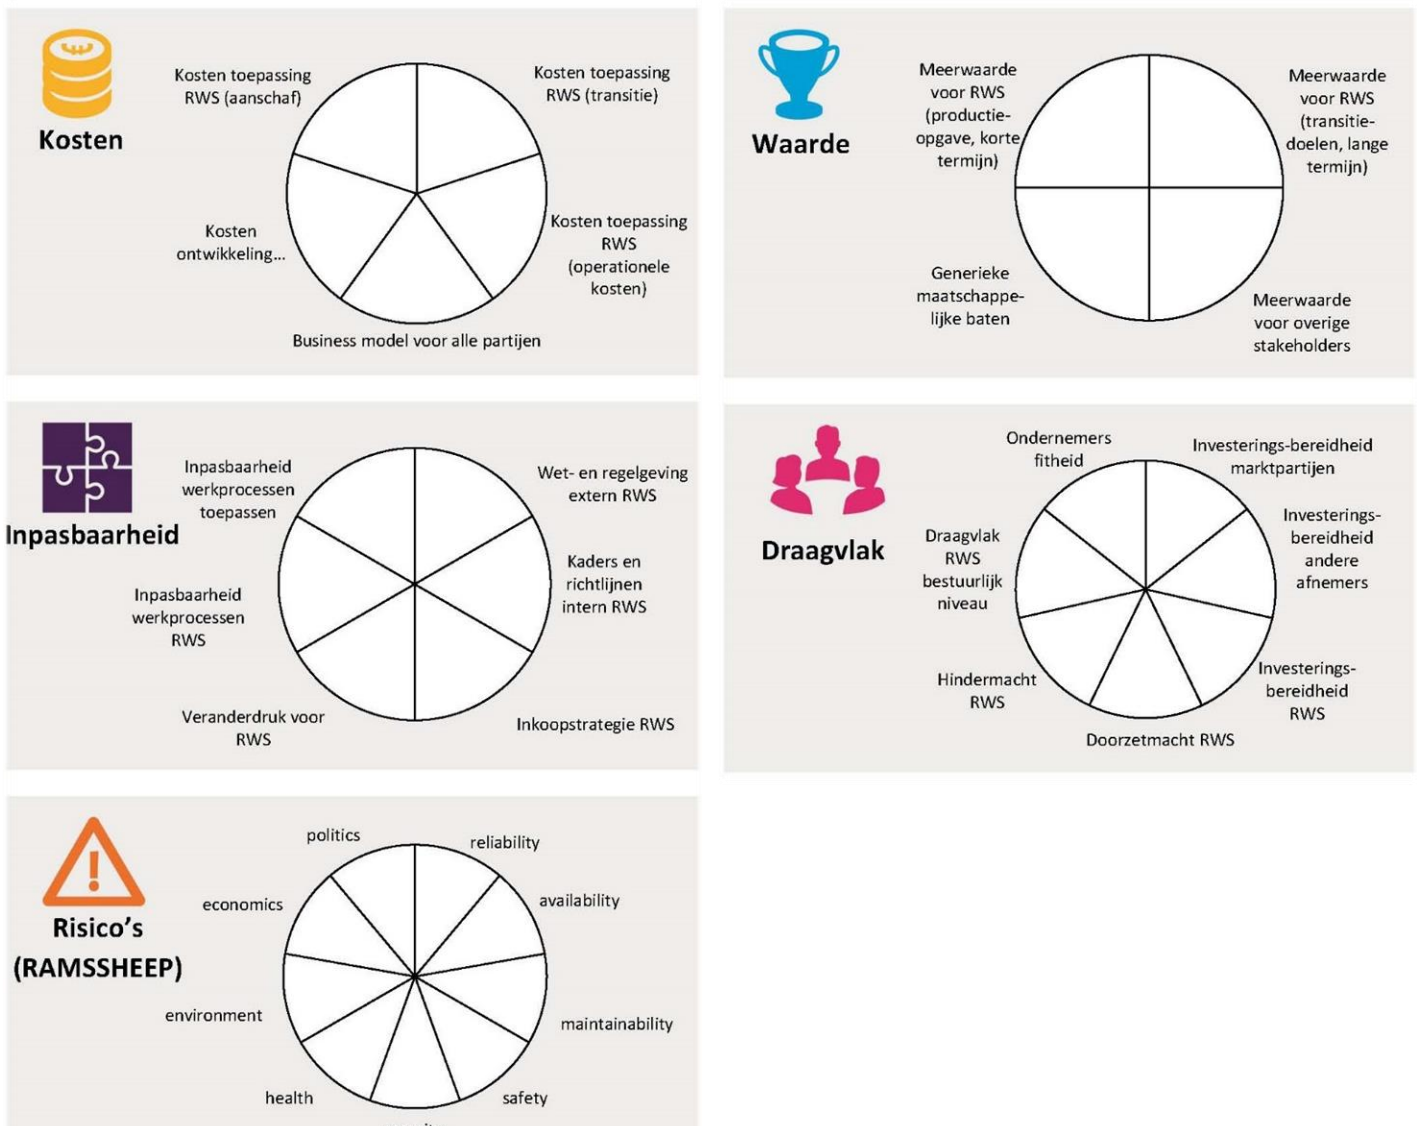 Kosten
Kosten toepassing
RWS (aanschaf)
Kosten toepassing
RWS (transitie)
Kosten
ontwikkeling...
Kosten toepassing
RWS
(operationele
kosten)
Business model voor alle partijen
Waarde
Meerwaarde
voor RWS
(productie-
opgave, korte
termijn)
Meerwaarde
voor RWS
(transitie-
doelen, lange
termijn)
Generieke
maatschappe-
lijke baten
Meerwaarde
voor overige
stakeholders
Inpasbaarheid
Inpasbaarheid
werkprocessen
toepassen
Wet- en regelgeving
extern RWS
Kaders en
richtlijnen
intern RWS
Inpasbaarheid
werkprocessen
RWS
Veranderdruk voor
RWS
Inkoopstrategie RWS
Draagvlak
Ondernemers
fitheid
Investerings-bereidheid
marktpartijen
Investerings-
bereidheid
andere
afnemers
Draagvlak
RWS
bestuurlijk
niveau
Hindermacht
RWS
Investerings-
bereidheid
RWS
Doorzetmacht RWS
Risico's
(RAMSSHEEP)
politics
reliability
economics
availability
environment
maintainability
health
safety